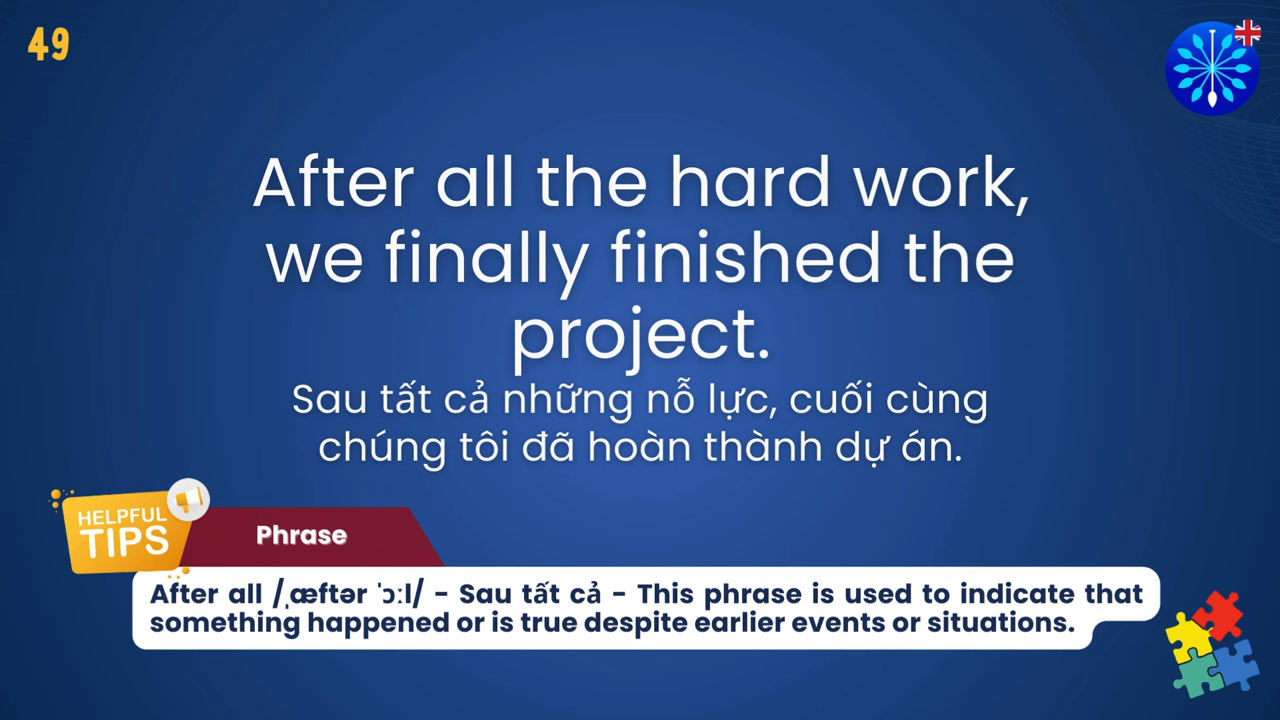 49
After all the hard work,
we finally finished the
project.
Sau tất cả những nỗ lực, cuối cùng
chúng tôi đã hoàn thành dự án.
HELPFUL
TIPS
Phrase
After all /ˌæftər ˈɔːl/ - Sau tất cả - This phrase is used to indicate that
something happened or is true despite earlier events or situations.